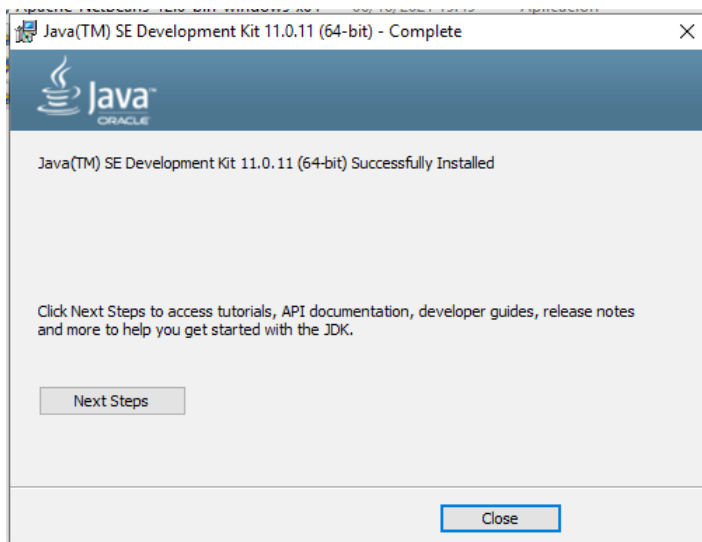 Java(TM) SE Development Kit 11.0.11 (64-bit) - Complete
Java™
ORACLE
Java(TM) SE Development Kit 11.0.11 (64-bit) Successfully Installed
Click Next Steps to access tutorials, API documentation, developer guides, release notes
and more to help you get started with the JDK.
Next Steps
Close